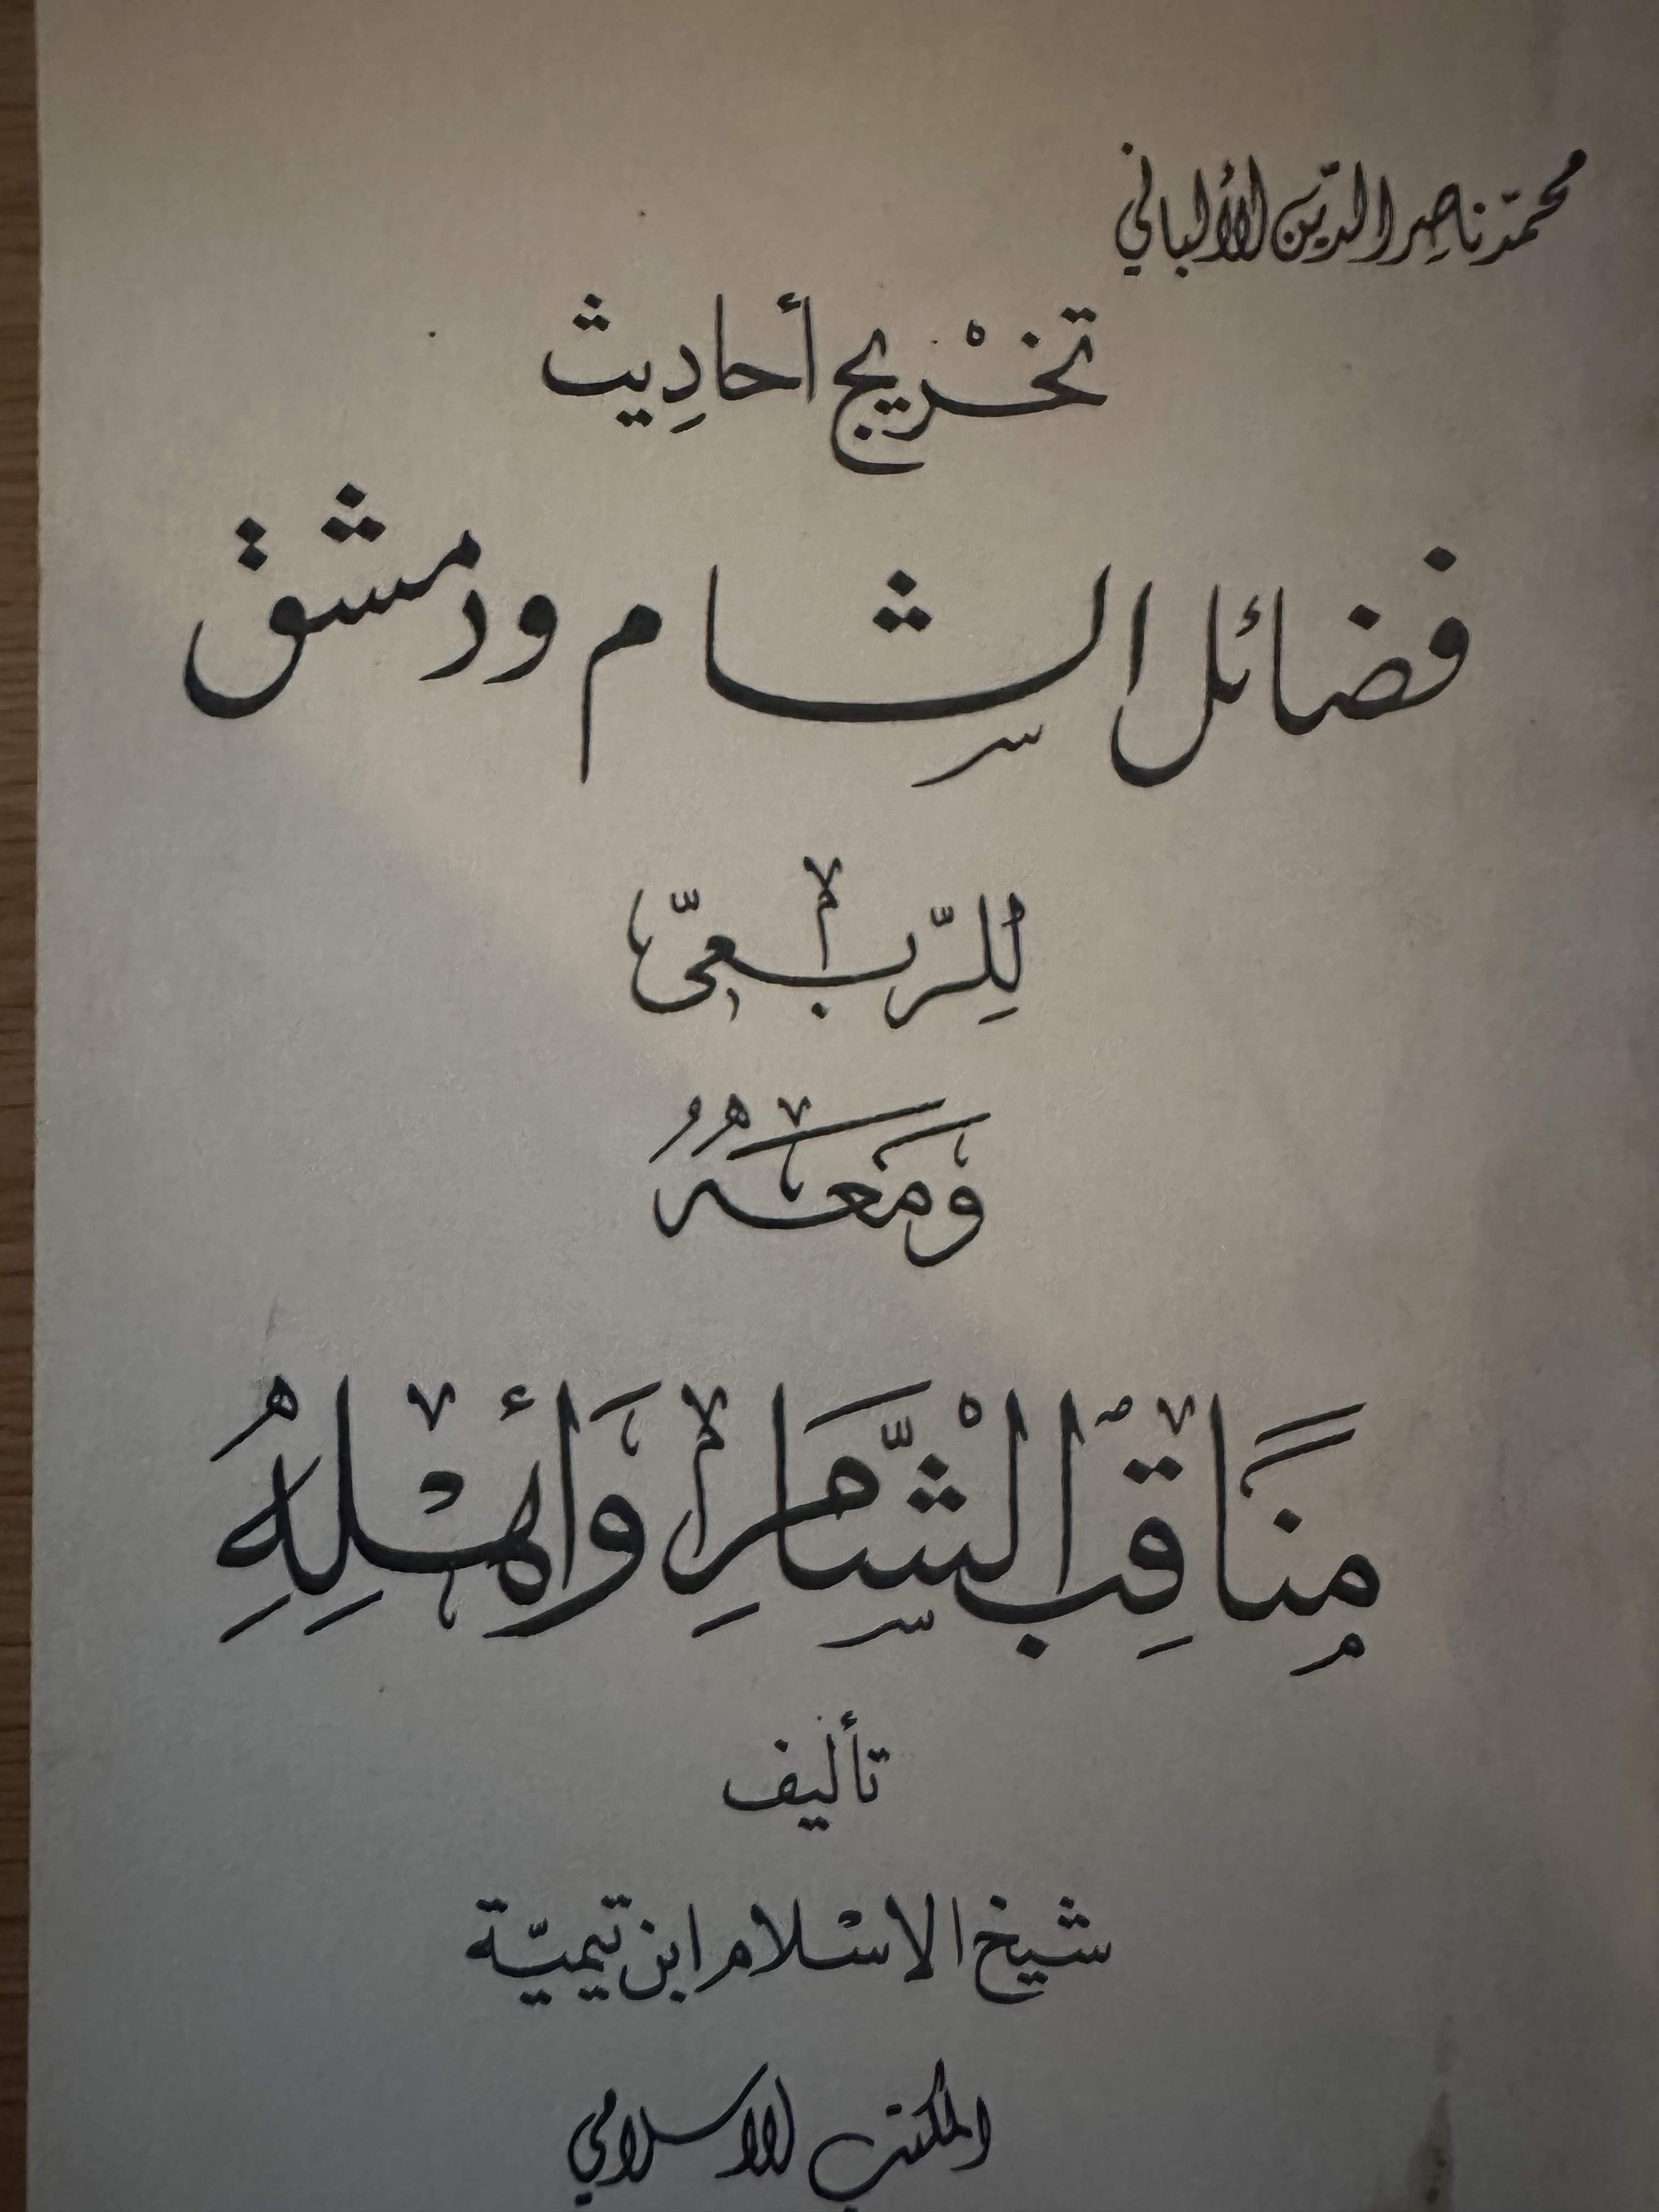 محمد ناصر الدين الألباني
تخريج أحاديث
فضائل الشام ودمشق
للربعي
ومعه
مناقب الشام وأهله
تأليف
شيخ الاسلام ابن تيمية
المكتب الاسلامي